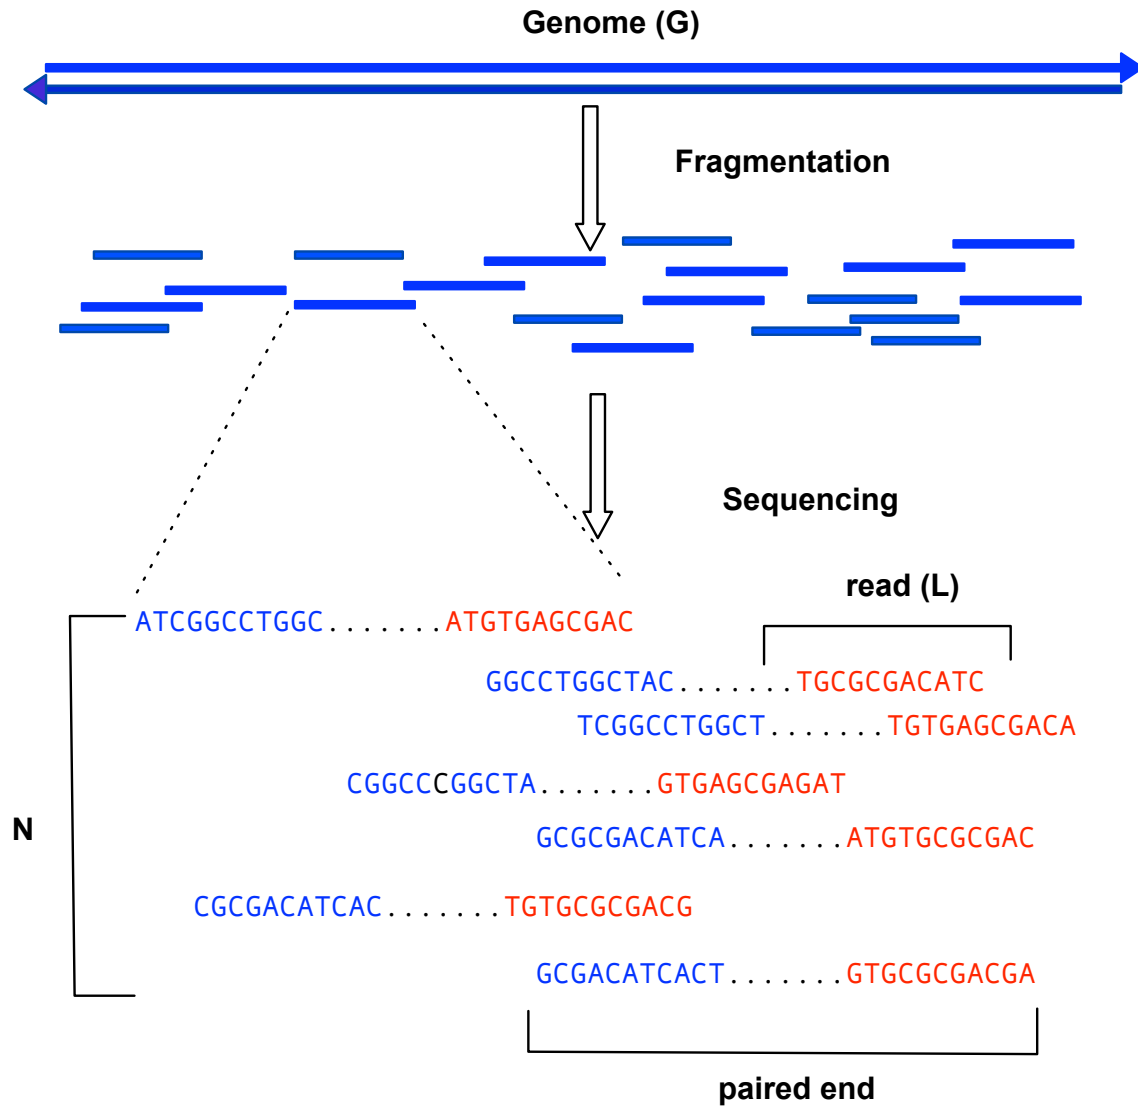 Genome (G)
Fragmentation
Sequencing
read (L)
ATCGGCCTGGC.......ATGTGAGCGAC
GGCCTGGCTAC.......TGCGCGACATC
TCGGCCTGGCT.......TGTGAGCGACA
CGGCCCGGCTA.......GTGAGCGAGAT
N
GCGCGACATCA.......ATGTGCGCGAC
CGCGACATCAC.......TGTGCGCGACG
GCGACATCACT.......GTGCGCGACGA
paired end